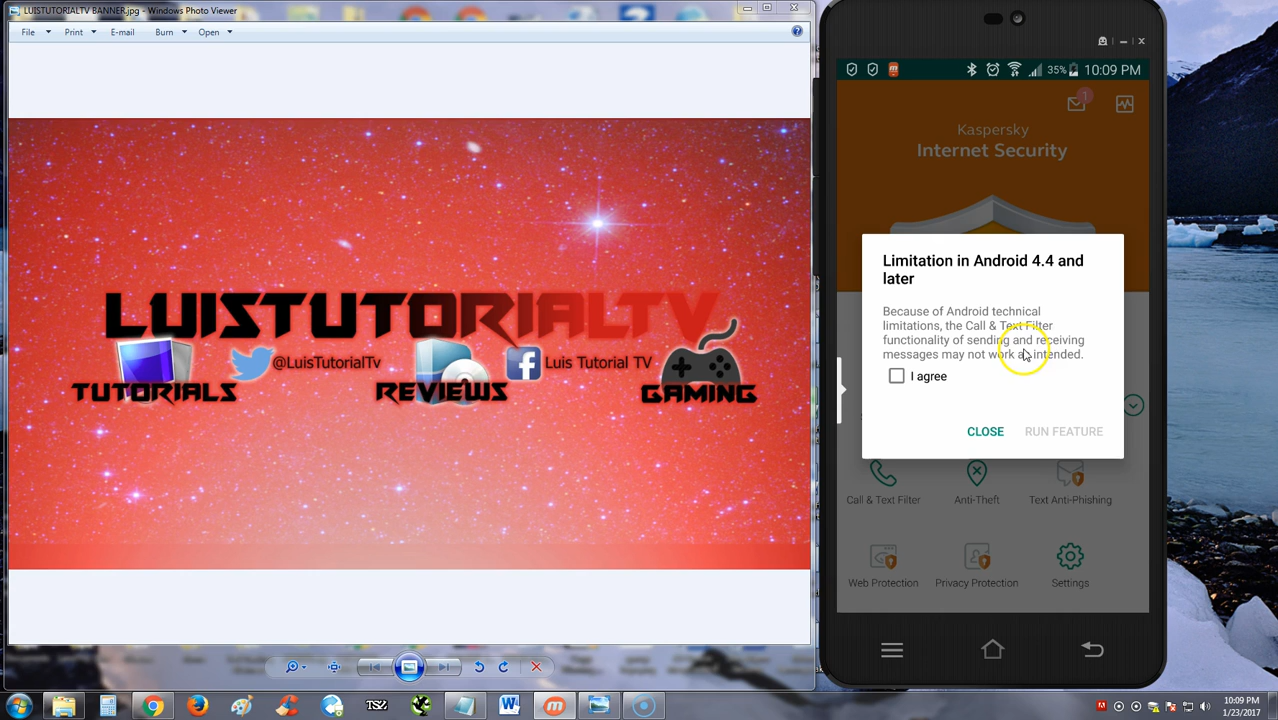 LUISTUTORIALTV BANNER.jpg - Windows Photo Viewer
File Print E-mail Burn Open
LUISTUTORIALTV
@LuisTutorialTv
Luis Tutorial TV
TUTORIALS
REVIEWS
GAMING
35% 10:09 PM
1
Kaspersky
Internet Security
Limitation in Android 4.4 and
later
Because of Android technical
limitations, the Call & Text Filter
functionality of sending and receiving
messages may not work as intended.
I agree
CLOSE RUN FEATURE
Call & Text Filter Anti-Theft Text Anti-Phishing
Web Protection Privacy Protection Settings
TSZ
10:09 PM
1/23/2017